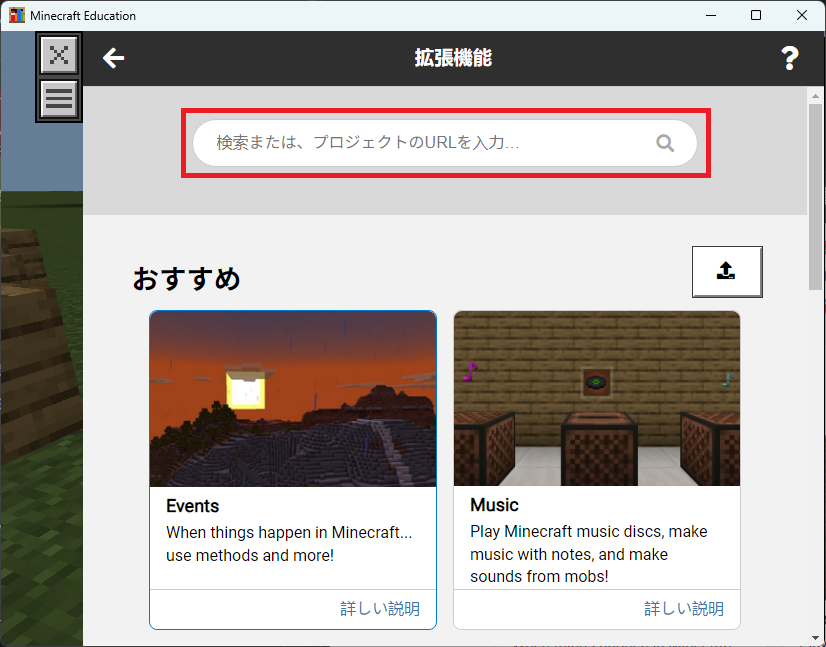 Minecraft Education
拡張機能
?
検索または、プロジェクトのURLを入力...
おすすめ
Events
When things happen in Minecraft...
use methods and more!
詳しい説明
Music
Play Minecraft music discs, make
music with notes, and make
sounds from mobs!
詳しい説明